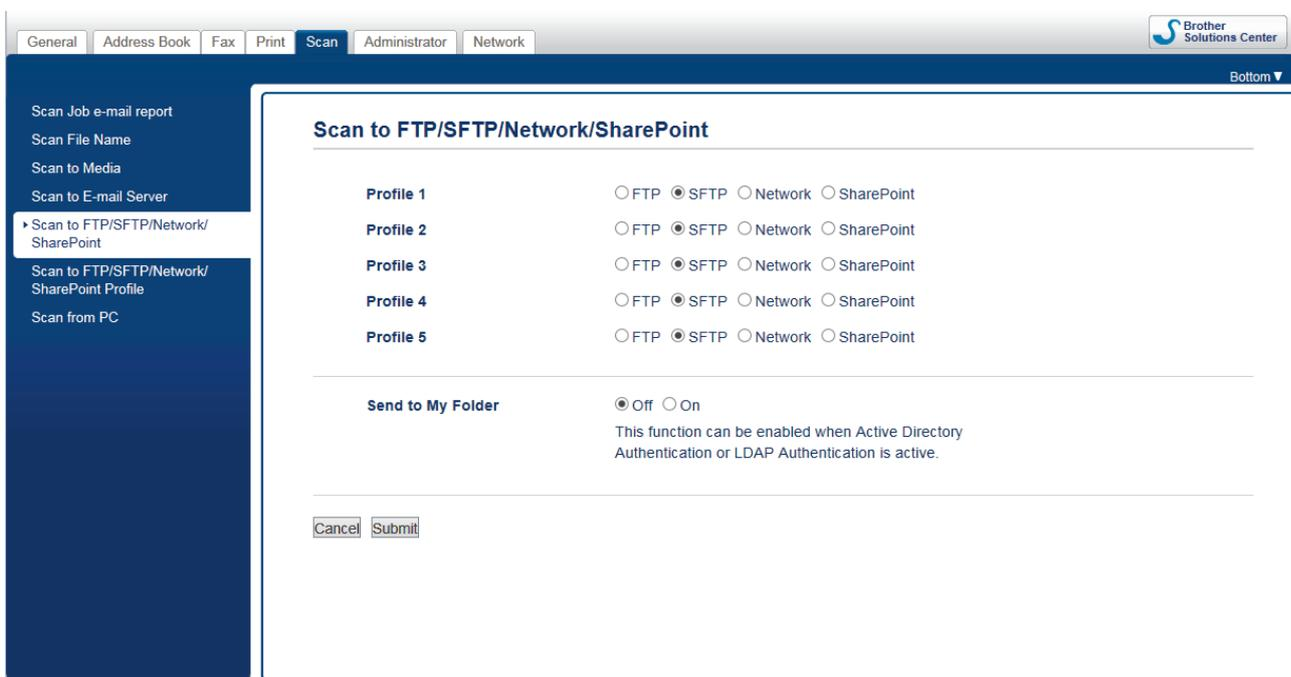 General Address Book Fax Print Scan Administrator Network
Brother
Solutions Center
Bottom▼
Scan Job e-mail report
Scan File Name
Scan to Media
Scan to E-mail Server
Scan to FTP/SFTP/Network/
SharePoint
Scan to FTP/SFTP/Network/
SharePoint Profile
Scan from PC
Scan to FTP/SFTP/Network/SharePoint
Profile 1 FTP SFTP Network SharePoint
Profile 2 FTP SFTP Network SharePoint
Profile 3 FTP SFTP Network SharePoint
Profile 4 FTP SFTP Network SharePoint
Profile 5 FTP SFTP Network SharePoint
Send to My Folder Off On
This function can be enabled when Active Directory
Authentication or LDAP Authentication is active.
Cancel Submit